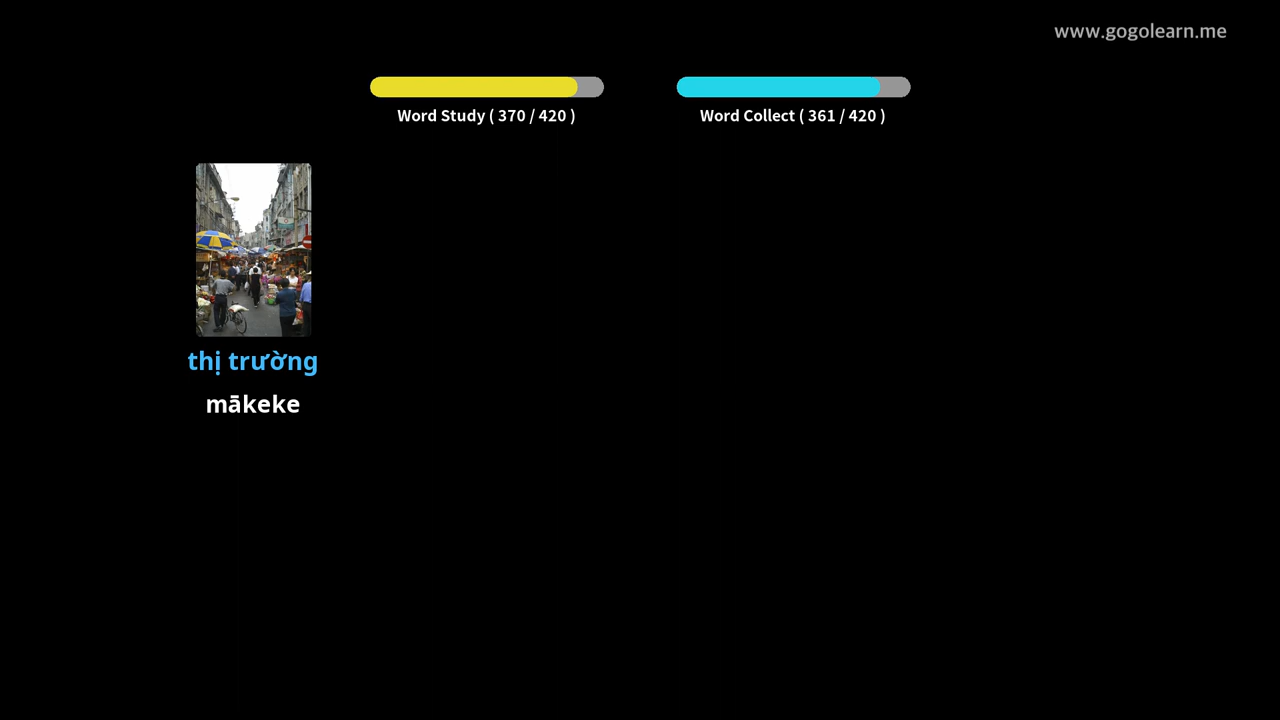 www.gogolearn.me
Word Study ( 370 / 420 )
Word Collect ( 361 / 420 )
thị trường
mākeke